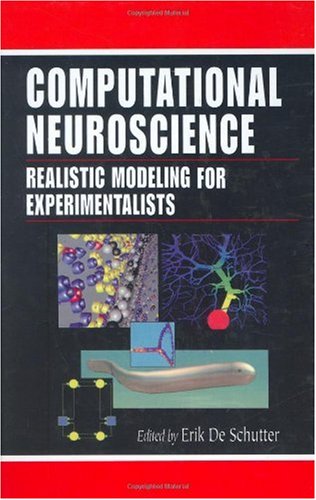 COMPUTATIONAL
NEUROSCIENCE
REALISTIC MODELING FOR
EXPERIMENTALISTS
Edited by Erik De Schutter